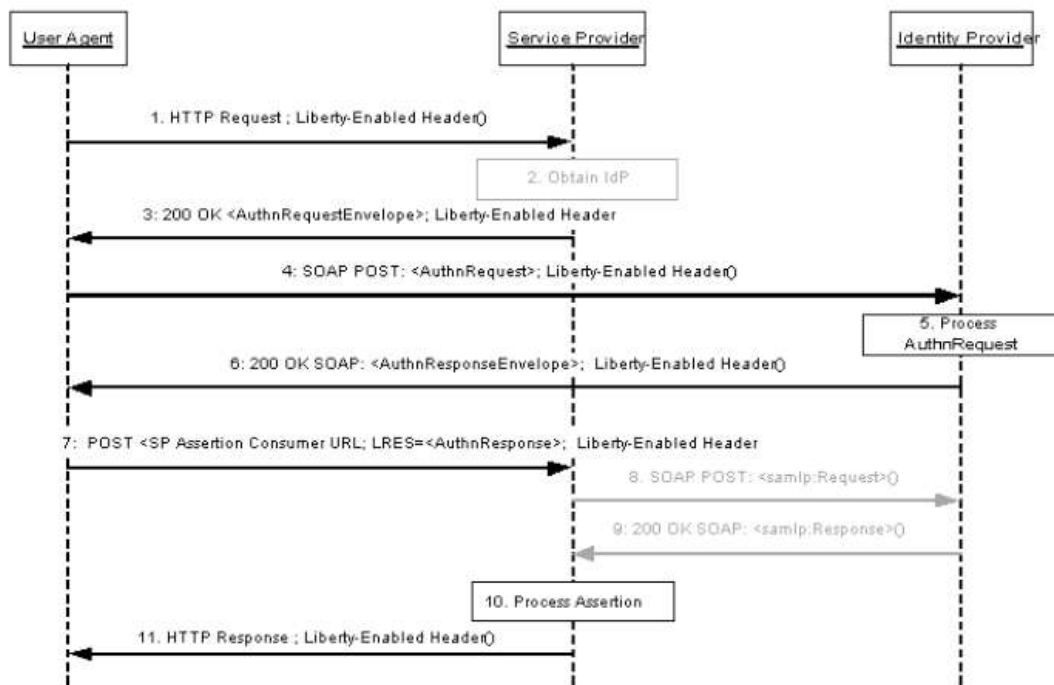 User Agent
Service Provider
Identity Provider
1. HTTP Request ; Liberty-Enabled Header()
2. Obtain IdP
3: 200 OK <AuthnRequestEnvelope>; Liberty-Enabled Header
4: SOAP POST: <AuthnRequest>; Liberty-Enabled Header()
5. Process
AuthnRequest
6: 200 OK SOAP: <AuthnResponseEnvelope>; Liberty-Enabled Header()
7: POST <SP Assertion Consumer URL; LRES=<AuthnResponse>; Liberty-Enabled Header
8. SOAP POST: <samlp:Request>()
9: 200 OK SOAP: <samlp:Response>()
10. Process Assertion
11. HTTP Response ; Liberty-Enabled Header()